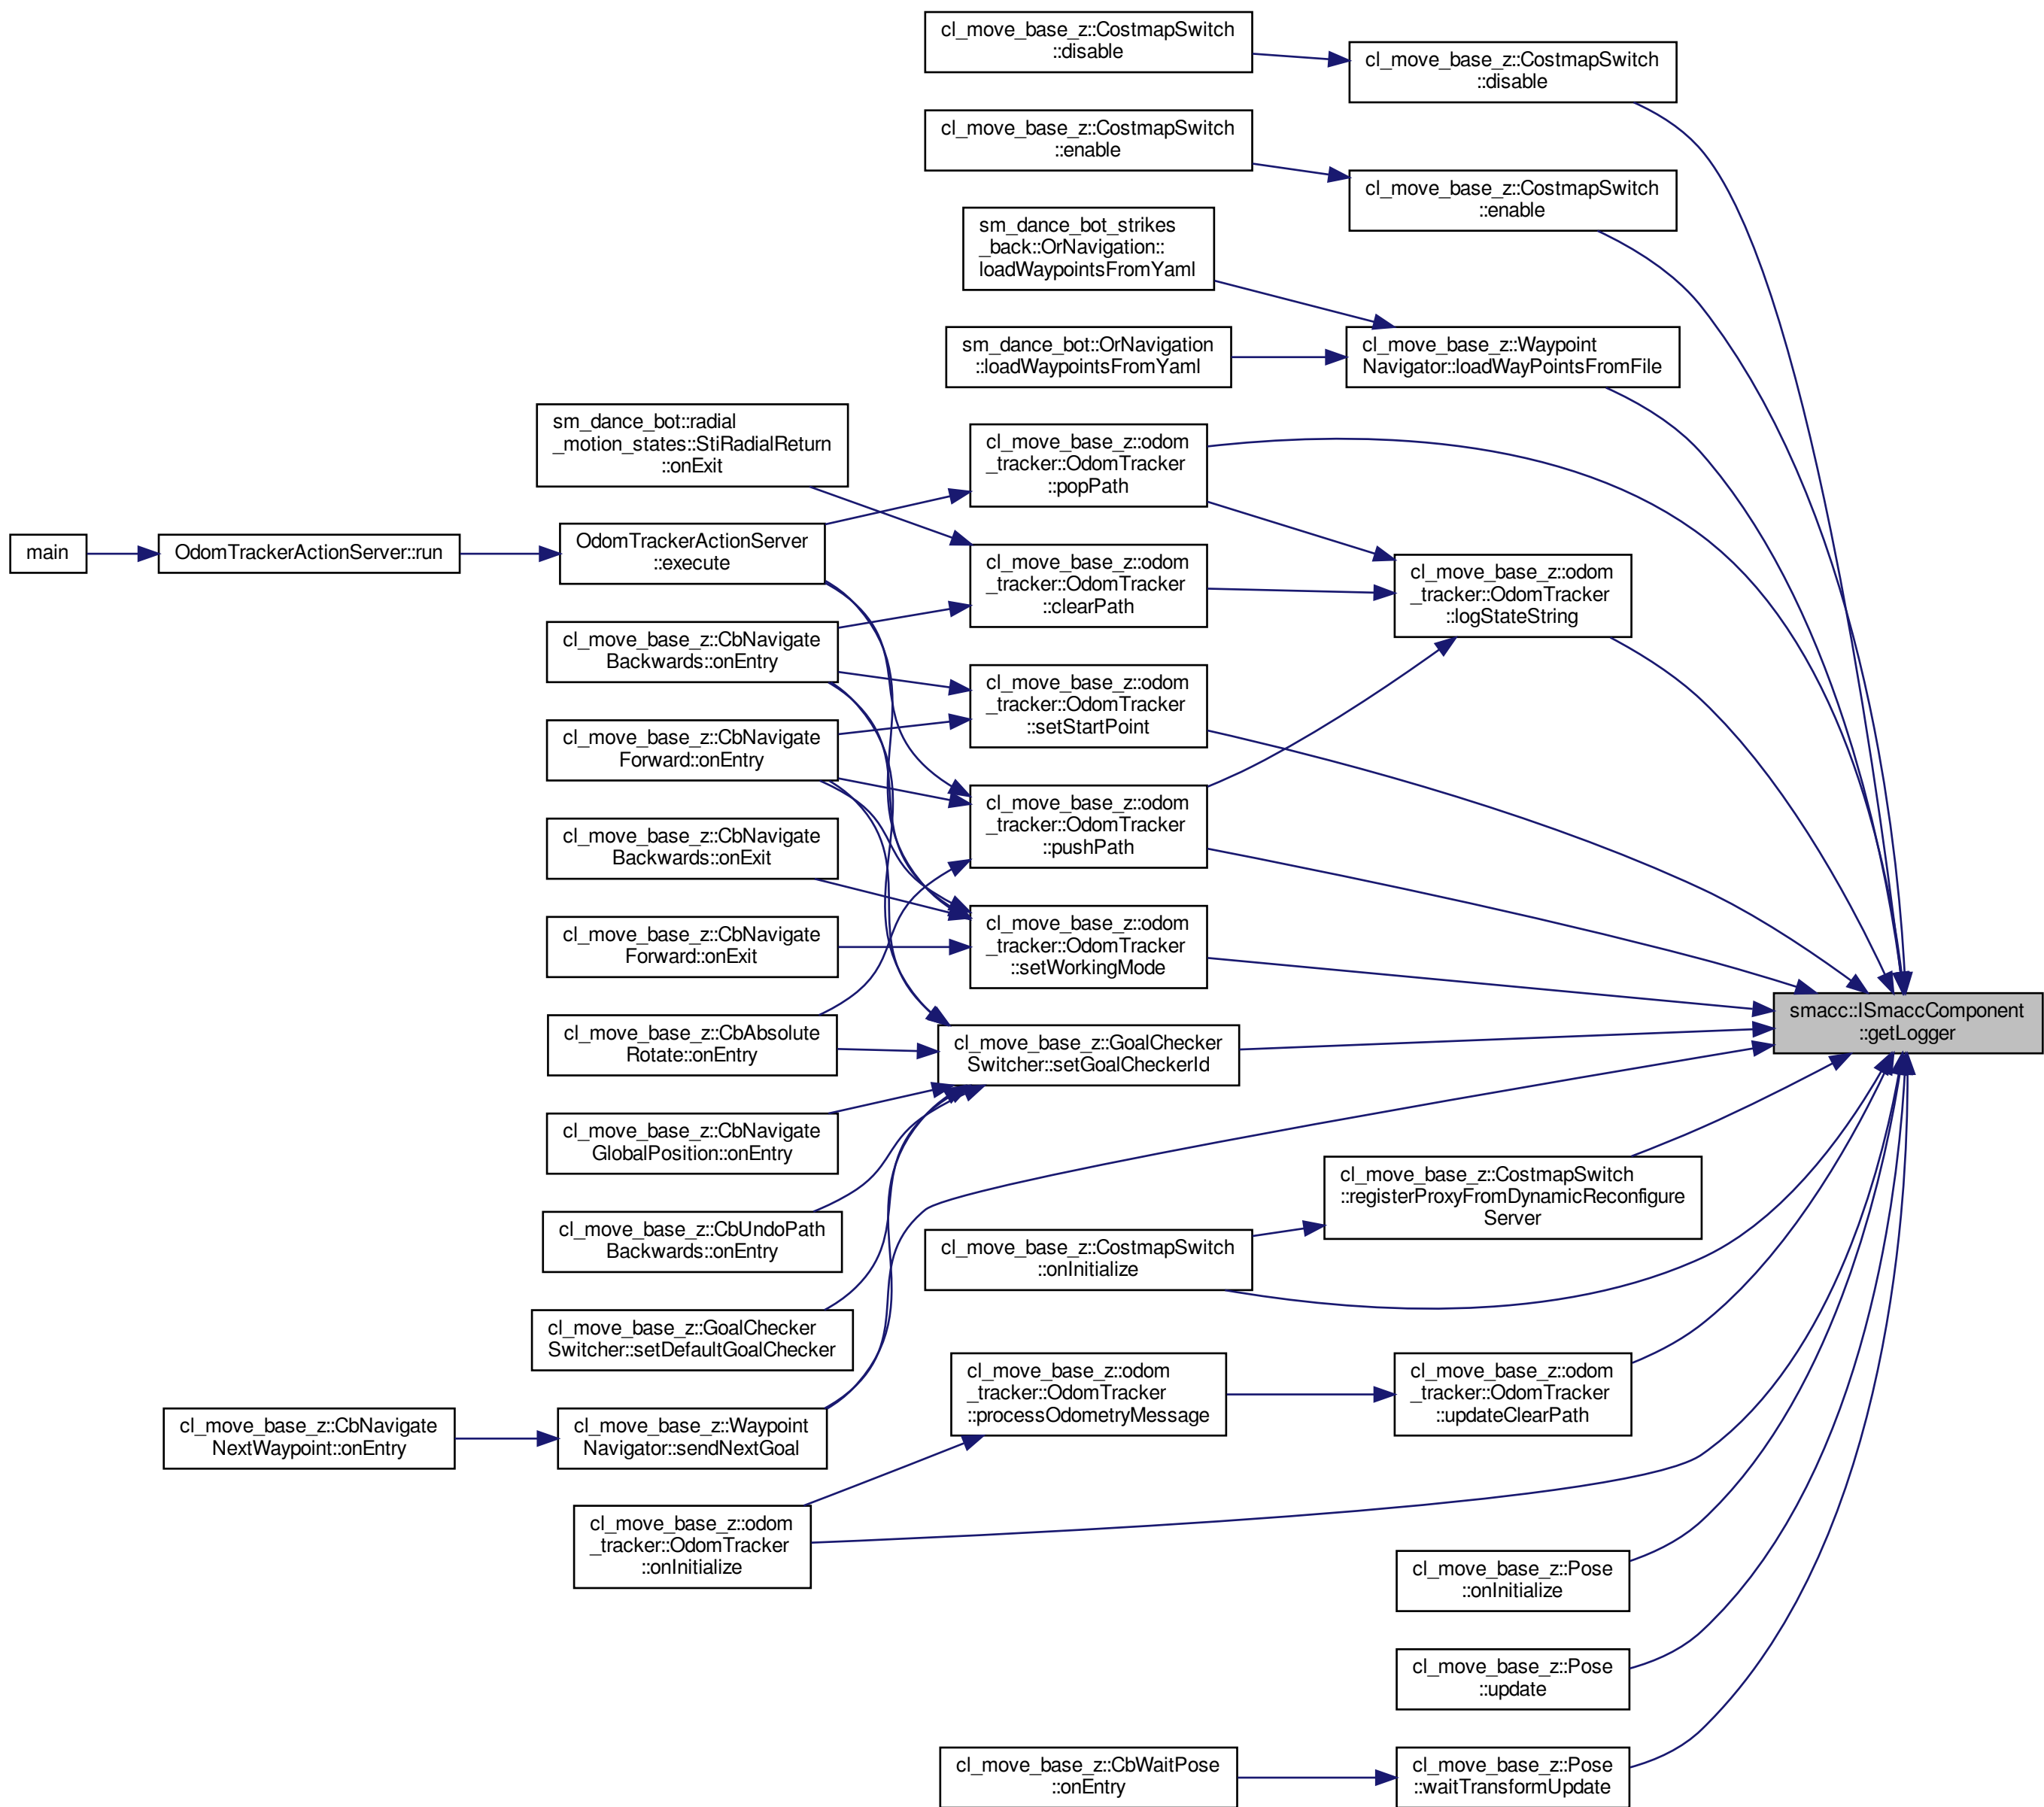 cl_move_base_z::CostmapSwitch
::disable
cl_move_base_z::CostmapSwitch
::disable
cl_move_base_z::CostmapSwitch
::enable
cl_move_base_z::CostmapSwitch
::enable
sm_dance_bot_strikes
_back::OrNavigation::
loadWaypointsFromYaml
sm_dance_bot::OrNavigation
::loadWaypointsFromYaml
cl_move_base_z::Waypoint
Navigator::loadWayPointsFromFile
sm_dance_bot::radial
_motion_states::StiRadialReturn
::onExit
cl_move_base_z::odom
_tracker::OdomTracker
::popPath
main
OdomTrackerActionServer::run
OdomTrackerActionServer
::execute
cl_move_base_z::odom
_tracker::OdomTracker
::clearPath
cl_move_base_z::odom
_tracker::OdomTracker
::logStateString
cl_move_base_z::CbNavigate
Backwards::onEntry
cl_move_base_z::odom
_tracker::OdomTracker
::setStartPoint
cl_move_base_z::CbNavigate
Forward::onEntry
cl_move_base_z::odom
_tracker::OdomTracker
::pushPath
cl_move_base_z::CbNavigate
Backwards::onExit
cl_move_base_z::CbNavigate
Forward::onExit
cl_move_base_z::odom
_tracker::OdomTracker
::setWorkingMode
smacc::ISmaccComponent
::getLogger
cl_move_base_z::CbAbsolute
Rotate::onEntry
cl_move_base_z::GoalChecker
Switcher::setGoalCheckerId
cl_move_base_z::CbNavigate
GlobalPosition::onEntry
cl_move_base_z::CostmapSwitch
::registerProxyFromDynamicReconfigure
Server
cl_move_base_z::CbUndoPath
Backwards::onEntry
cl_move_base_z::CostmapSwitch
::onInitialize
cl_move_base_z::GoalChecker
Switcher::setDefaultGoalChecker
cl_move_base_z::odom
_tracker::OdomTracker
::processOdometryMessage
cl_move_base_z::odom
_tracker::OdomTracker
::updateClearPath
cl_move_base_z::CbNavigate
NextWaypoint::onEntry
cl_move_base_z::Waypoint
Navigator::sendNextGoal
cl_move_base_z::odom
_tracker::OdomTracker
::onInitialize
cl_move_base_z::Pose
::onInitialize
cl_move_base_z::Pose
::update
cl_move_base_z::CbWaitPose
::onEntry
cl_move_base_z::Pose
::waitTransformUpdate